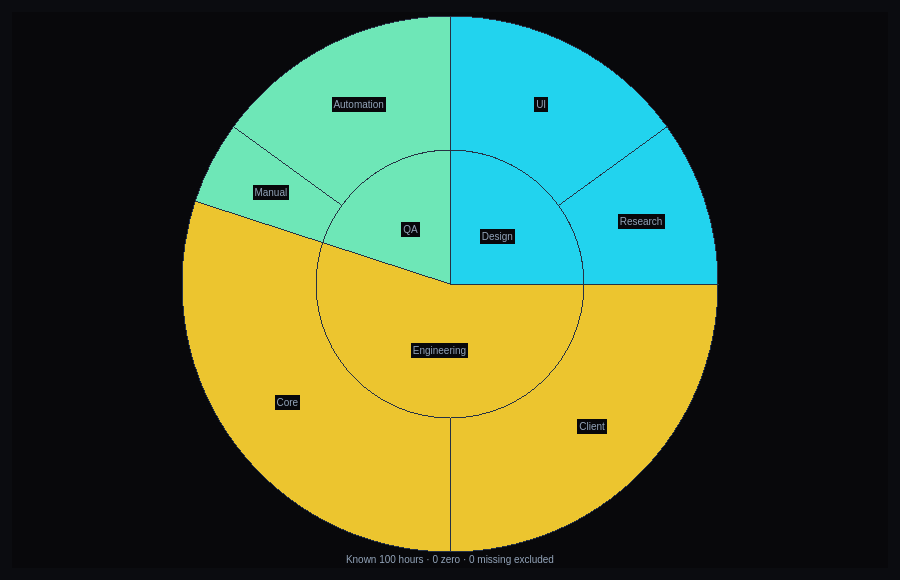 Automation
UI
Manual
Research
QA
Design
Engineering
Core
Client
Known 100 hours · 0 zero · 0 missing excluded